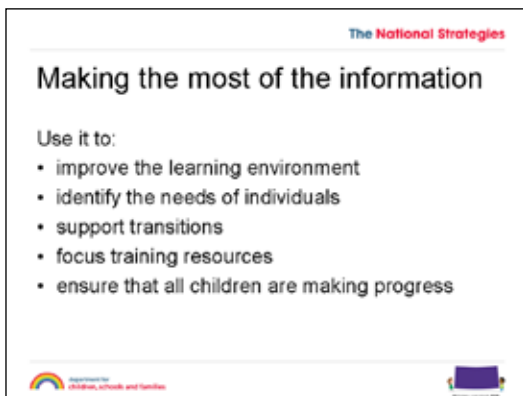 The National Strategies
Making the most of the information
Use it to:
• improve the learning environment
• identify the needs of individuals
• support transitions
• focus training resources
• ensure that all children are making progress
department for
children, schools and families